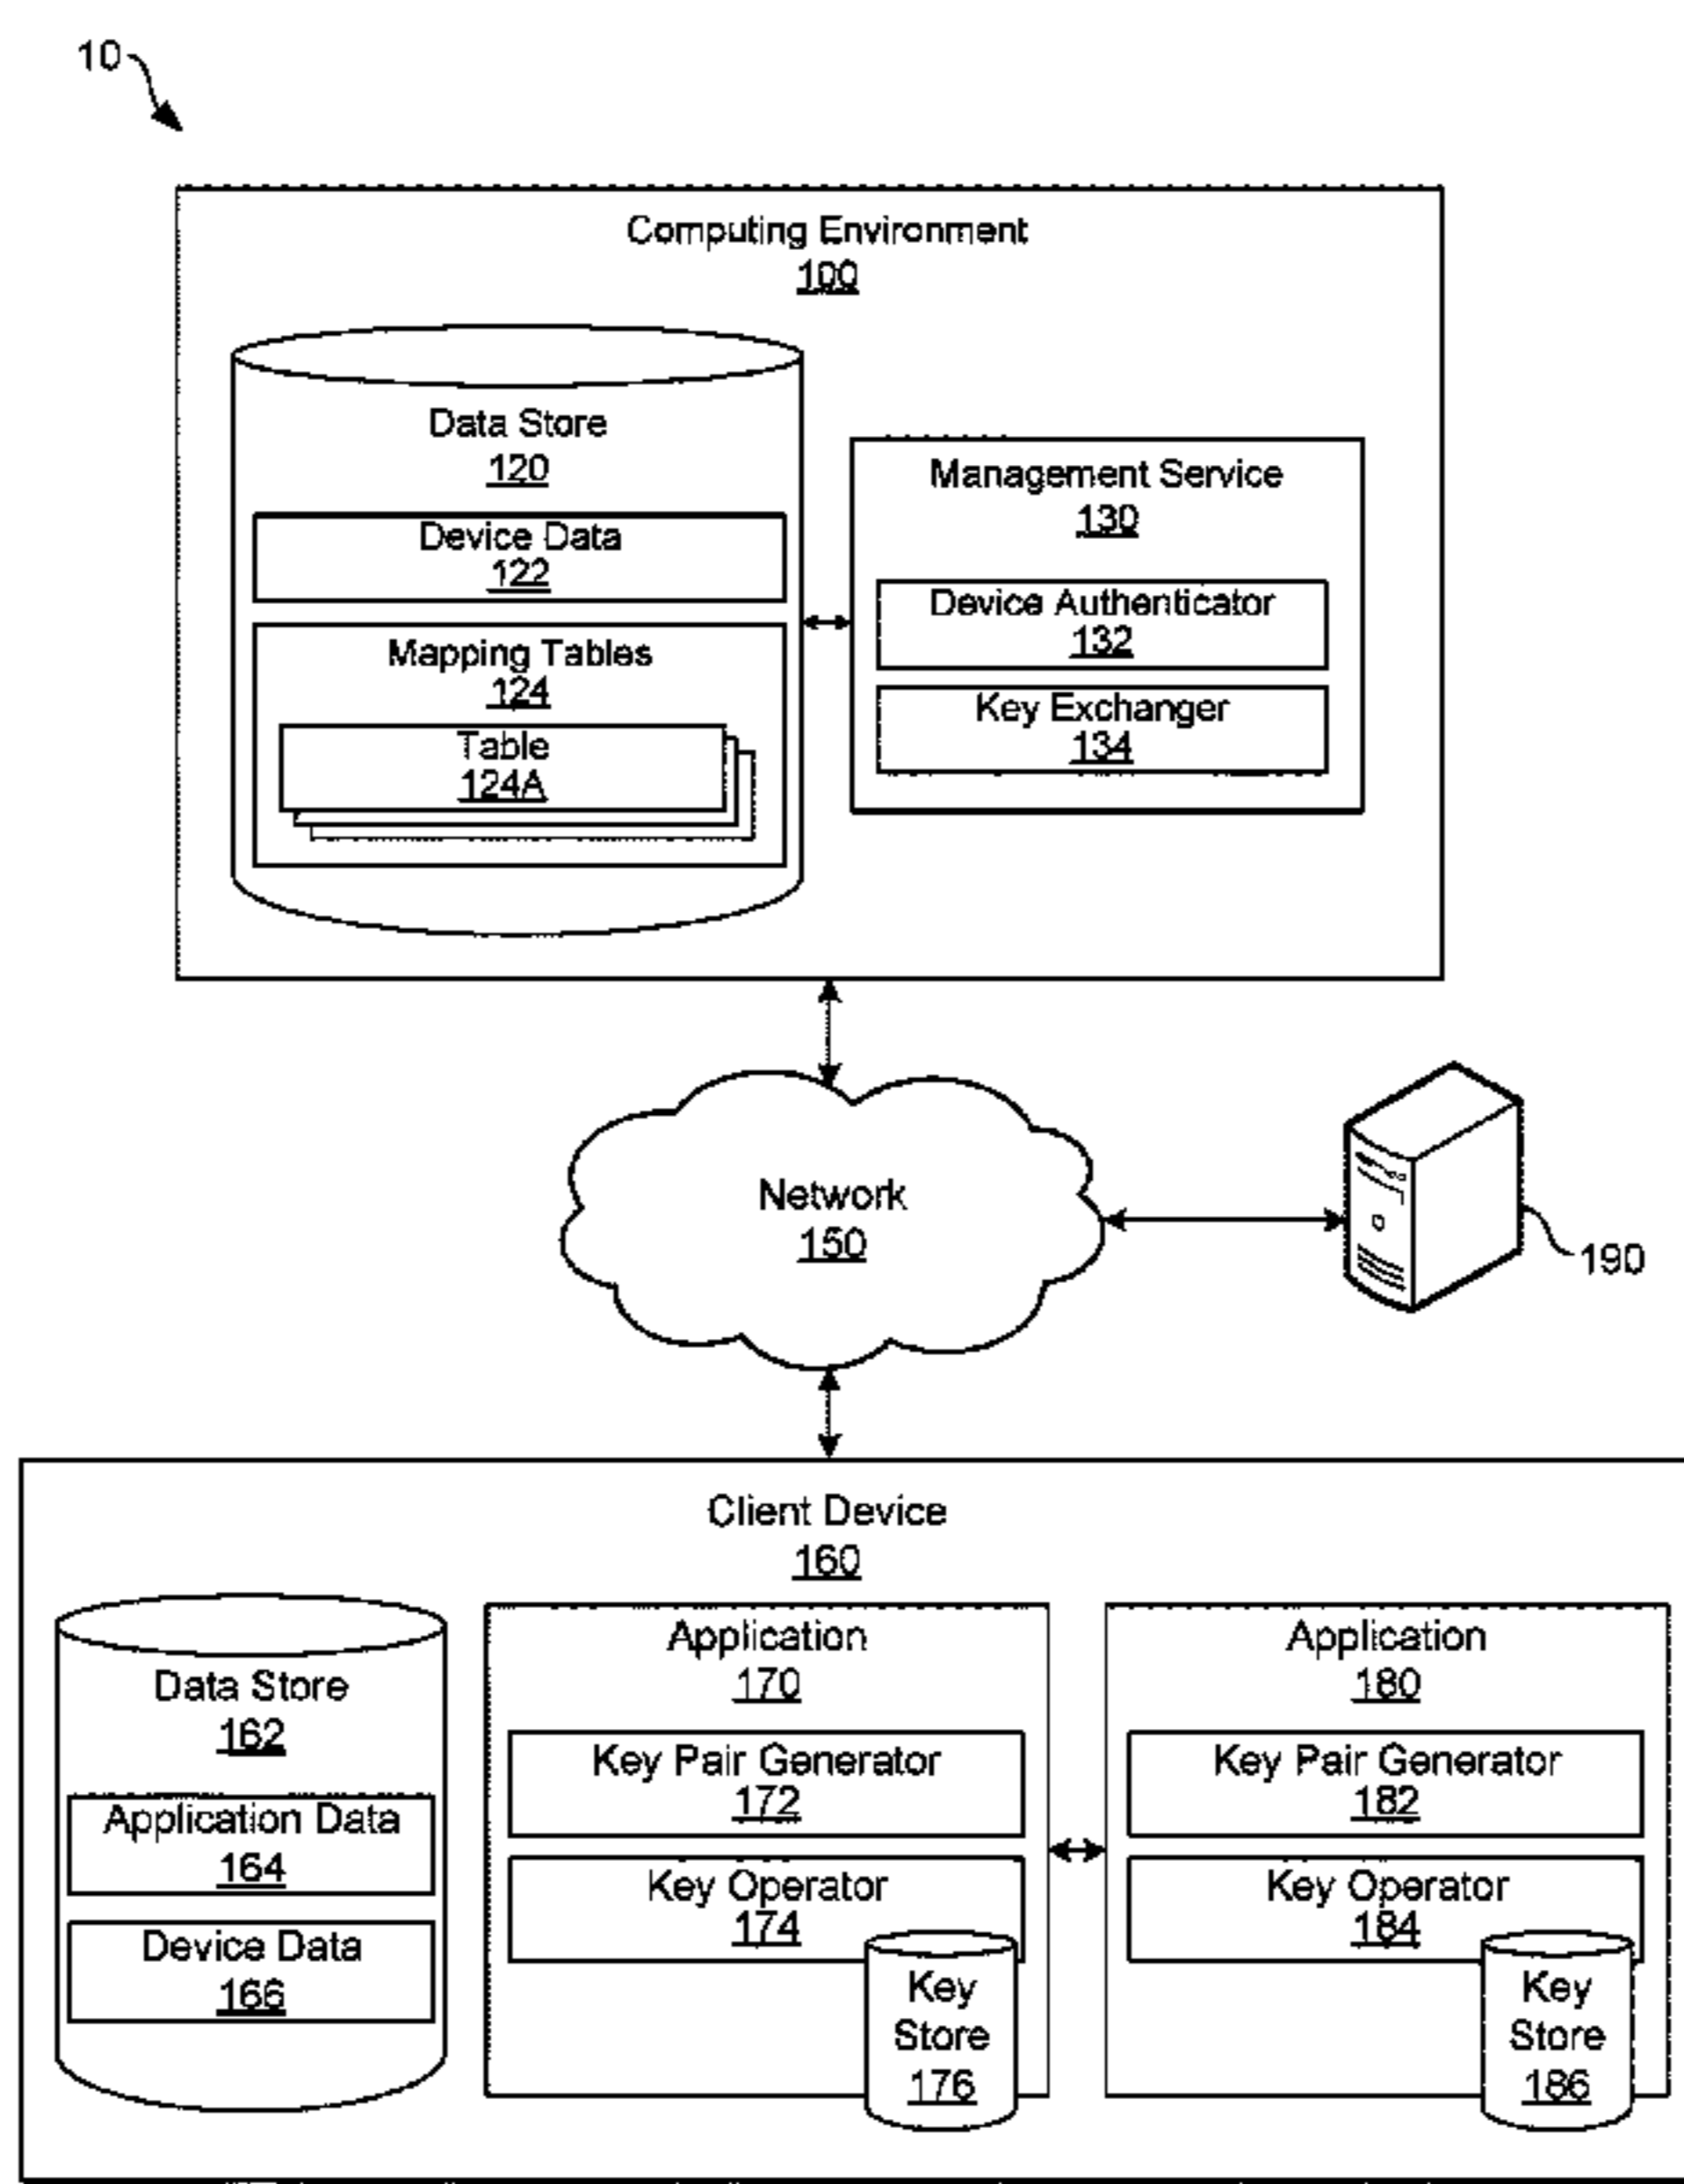 10
Computing Environment
100
Data Store
120
Device Data
122
Mapping Tables
124
Table
124A
Management Service
130
Device Authenticator
132
Key Exchanger
134
Network
150
190
Client Device
160
Data Store
162
Application Data
164
Device Data
166
Application
170
Key Pair Generator
172
Key Operator
174
Key
Store
176
Application
180
Key Pair Generator
182
Key Operator
184
Key
Store
186